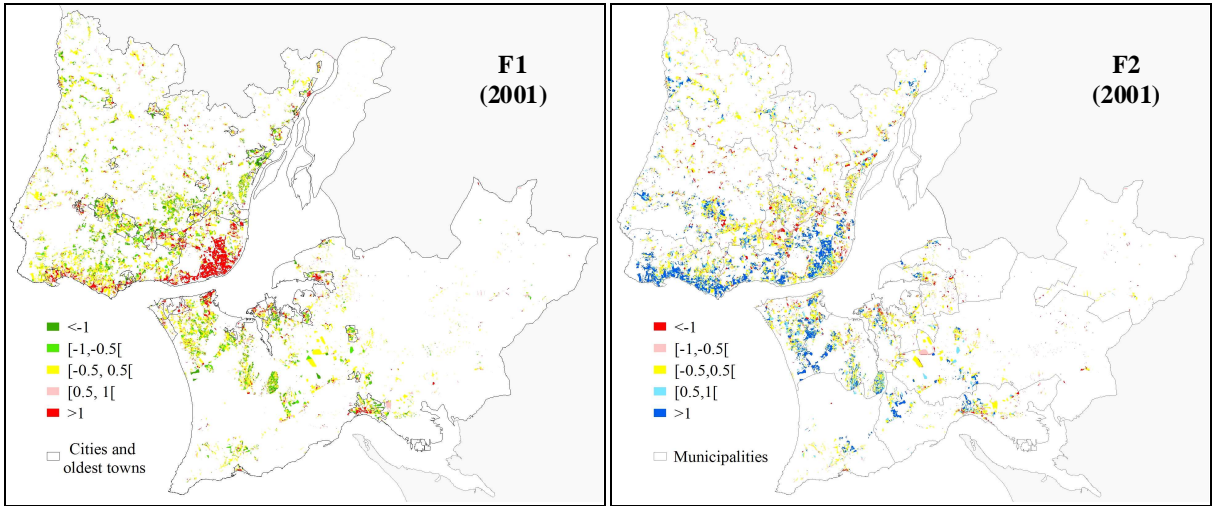 F1
(2001)
<-1
[-1,-0.5[
[-0.5, 0.5[
[0.5, 1[
>1
Cities and
oldest towns
F2
(2001)
<-1
[-1,-0.5[
[-0.5,0.5[
[0.5,1[
>1
Municipalities